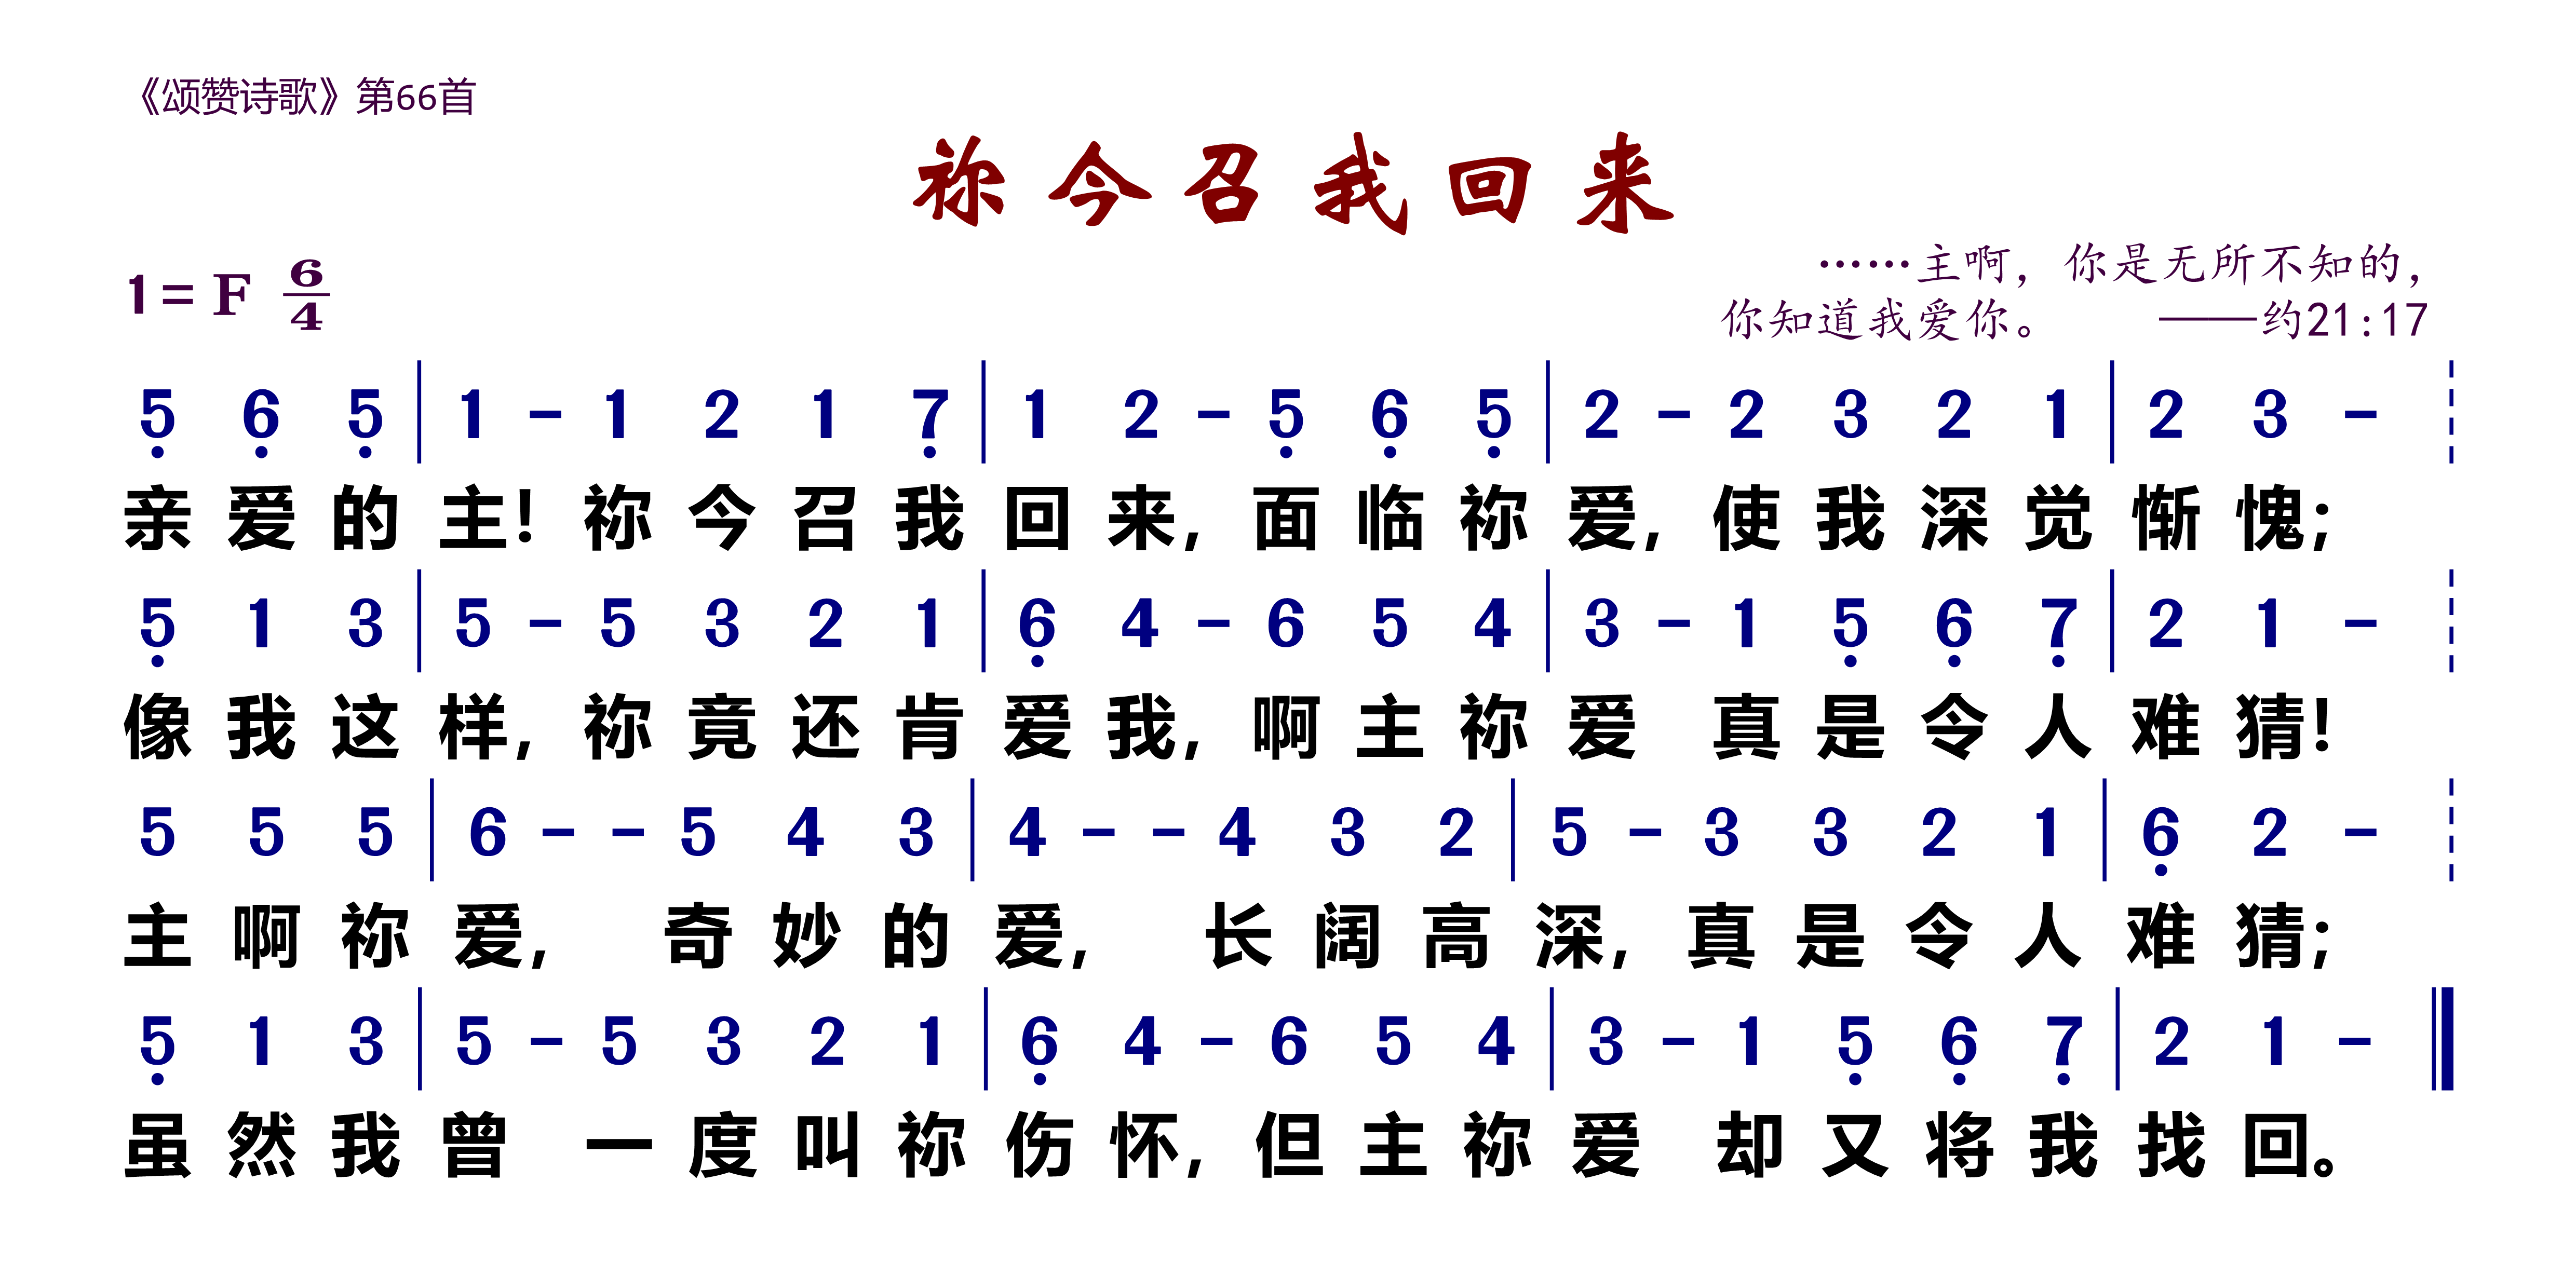 《颂赞诗歌》第66首
祢今召我回来
1=F 6/4
……主啊，你是无所不知的，
你知道我爱你。 ——约21:17
5̣ 6̣ 5̣ | 1 - 1 2 1 7̣ | 1 2 - 5̣ 6̣ 5̣ | 2 - 2 3 2 1 | 2 3 - ¦
亲爱的主！祢今召我回来，面临祢爱，使我深觉惭愧；
5̣ 1 3 | 5 - 5 3 2 1 | 6̣ 4 - 6 5 4 | 3 - 1 5̣ 6̣ 7̣ | 2 1 - ¦
像我这样，祢竟还肯爱我，啊主祢爱 真是令人难猜！
5 5 5 | 6 - - 5 4 3 | 4 - - 4 3 2 | 5 - 3 3 2 1 | 6̣ 2 - ¦
主啊祢爱， 奇妙的爱， 长阔高深，真是令人难猜；
5̣ 1 3 | 5 - 5 3 2 1 | 6̣ 4 - 6 5 4 | 3 - 1 5̣ 6̣ 7̣ | 2 1 - ‖
虽然我曾 一度叫祢伤怀，但主祢爱 却又将我找回。